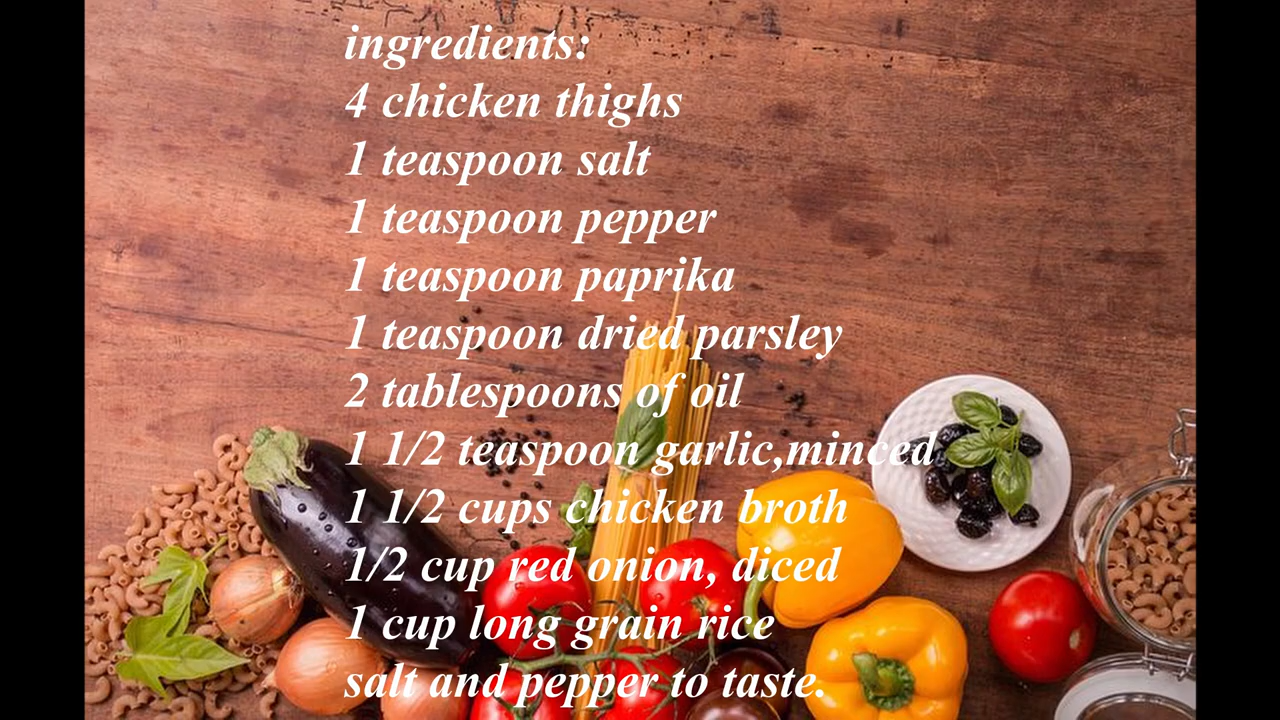 ingredients:
4 chicken thighs
1 teaspoon salt
1 teaspoon pepper
1 teaspoon paprika
1 teaspoon dried parsley
2 tablespoons of oil
1 1/2 teaspoon garlic,minced
1 1/2 cups chicken broth
1/2 cup red onion, diced
1 cup long grain rice
salt and pepper to taste.